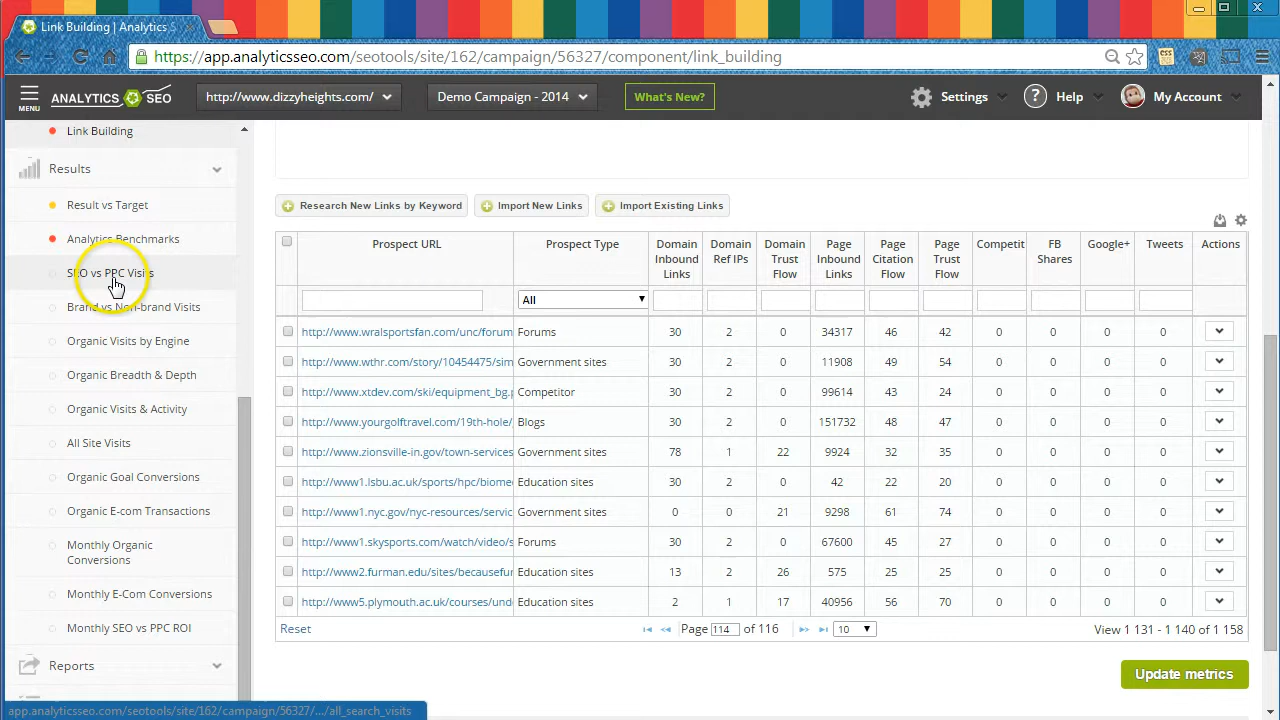 Link Building | Analytics S
https://app.analyticsseo.com/seotools/site/162/campaign/56327/component/link_building
MENU
ANALYTICS SEO
http://www.dizzyheights.com/
Demo Campaign - 2014
What's New?
Settings
? Help
My Account
Link Building
Results
Result vs Target
Analytics Benchmarks
SEO vs PPC Visits
Brand vs Non-brand Visits
Organic Visits by Engine
Organic Breadth & Depth
Organic Visits & Activity
All Site Visits
Organic Goal Conversions
Organic E-com Transactions
Monthly Organic
Conversions
Monthly E-Com Conversions
Monthly SEO vs PPC ROI
Reports
app.analyticsseo.com/seotools/site/162/campaign/56327/.../all_search_visits
Research New Links by Keyword
Import New Links
Import Existing Links
Prospect URL
Prospect Type
Domain
Inbound
Links
Domain
Ref IPs
Domain
Trust
Flow
Page
Inbound
Links
Page
Citation
Flow
Page
Trust
Flow
Competit
FB
Shares
Google+
Tweets
Actions
All
http://www.wralsportsfan.com/unc/forum Forums 30 2 0 34317 46 42 0 0 0 0
http://www.wthr.com/story/10454475/sim Government sites 30 2 0 11908 49 54 0 0 0 0
http://www.xtdev.com/ski/equipment_bg.p Competitor 30 2 0 99614 43 24 0 0 0 0
http://www.yourgolftravel.com/19th-hole/ Blogs 30 2 0 151732 48 47 0 0 0 0
http://www.zionsville-in.gov/town-services Government sites 78 1 22 9924 32 35 0 0 0 0
http://www1.lsbu.ac.uk/sports/hpc/biome Education sites 30 2 0 42 22 20 0 0 0 0
http://www1.nyc.gov/nyc-resources/servic Government sites 0 0 21 9298 61 74 0 0 0 0
http://www1.skysports.com/watch/video/s Forums 30 2 0 67600 45 27 0 0 0 0
http://www2.furman.edu/sites/becausefu Education sites 13 2 26 575 25 25 0 0 0 0
http://www5.plymouth.ac.uk/courses/und Education sites 2 1 17 40956 56 70 0 0 0 0
Reset
Page 114 of 116
10
View 1 131 - 1 140 of 1 158
Update metrics